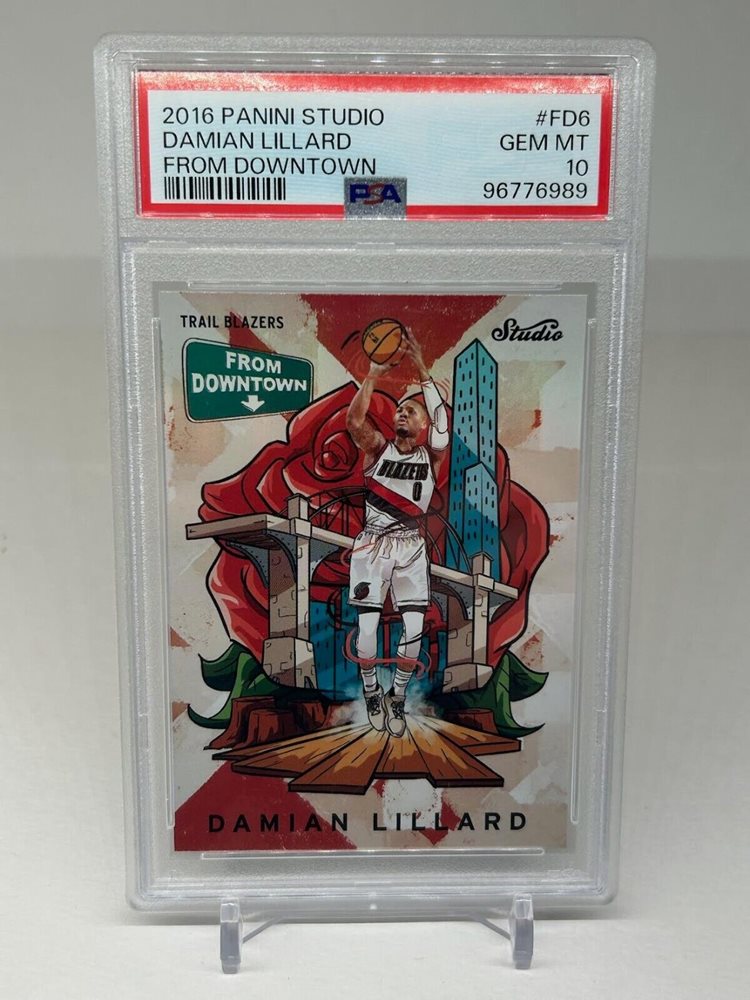 2016 PANINI STUDIO #FD6
DAMIAN LILLARD GEM MT
FROM DOWNTOWN 10
PSA 96776989
TRAIL BLAZERS
Studio
FROM
DOWNTOWN
BLAZERS
0
DAMIAN LILLARD